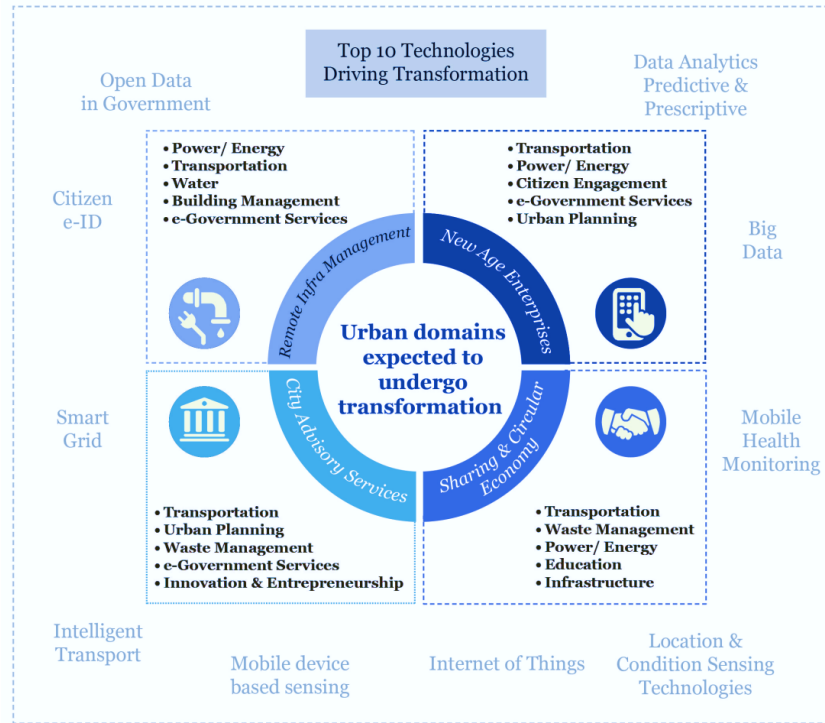 Top 10 Technologies
Driving Transformation
Open Data
in Government
Data Analytics
Predictive &
Prescriptive
• Power/ Energy
• Transportation
• Water
• Building Management
• e-Government Services
• Transportation
• Power/ Energy
• Citizen Engagement
• e-Government Services
• Urban Planning
Citizen
e-ID
Big
Data
Remote Infra Management
New Age Enterprises
Urban domains
expected to
undergo
transformation
City Advisory Services
Sharing & Circular
Economy
Smart
Grid
Mobile
Health
Monitoring
• Transportation
• Urban Planning
• Waste Management
• e-Government Services
• Innovation & Entrepreneurship
• Transportation
• Waste Management
• Power/ Energy
• Education
• Infrastructure
Intelligent
Transport
Mobile device
based sensing
Internet of Things
Location &
Condition Sensing
Technologies